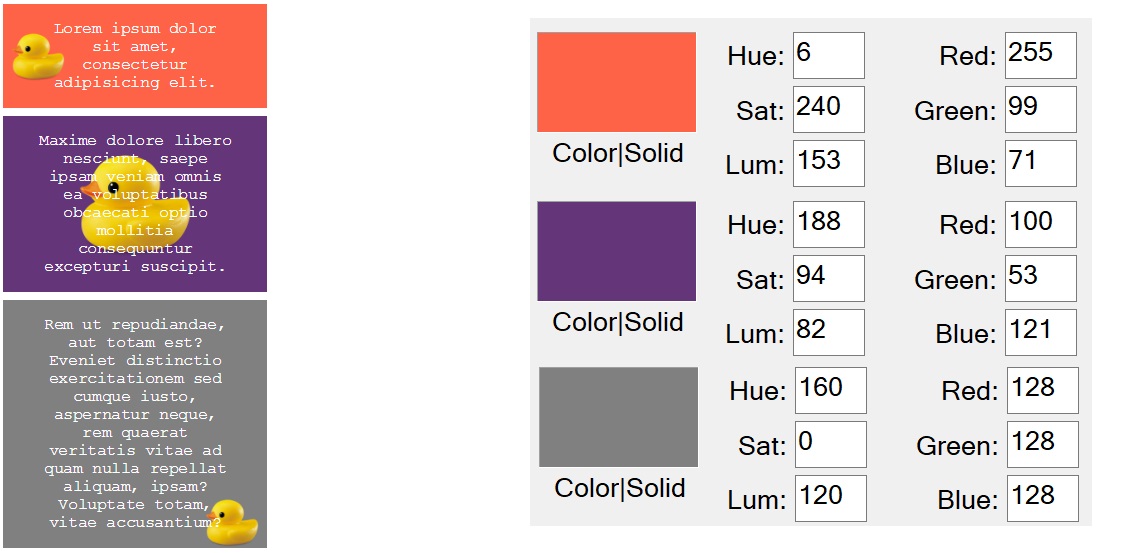 Lorem ipsum dolor
sit amet,
consectetur
adipisicing elit.
Maxime dolore libero
nesciunt, saepe
ipsam veniam omnis
ea voluptatibus
obcaecati optio
mollitia
consequuntur
excepturi suscipit.
Rem ut repudiandae,
aut totam est?
Eveniet distinctio
exercitationem sed
cumque iusto,
aspernatur neque,
rem quaerat
veritatis vitae ad
quam nulla repellat
aliquam, ipsam?
Voluptate totam,
vitae accusantium?
Hue: 6 Red: 255
Sat: 240 Green: 99
Color|Solid
Lum: 153 Blue: 71
Hue: 188 Red: 100
Sat: 94 Green: 53
Color|Solid
Lum: 82 Blue: 121
Hue: 160 Red: 128
Sat: 0 Green: 128
Color|Solid
Lum: 120 Blue: 128